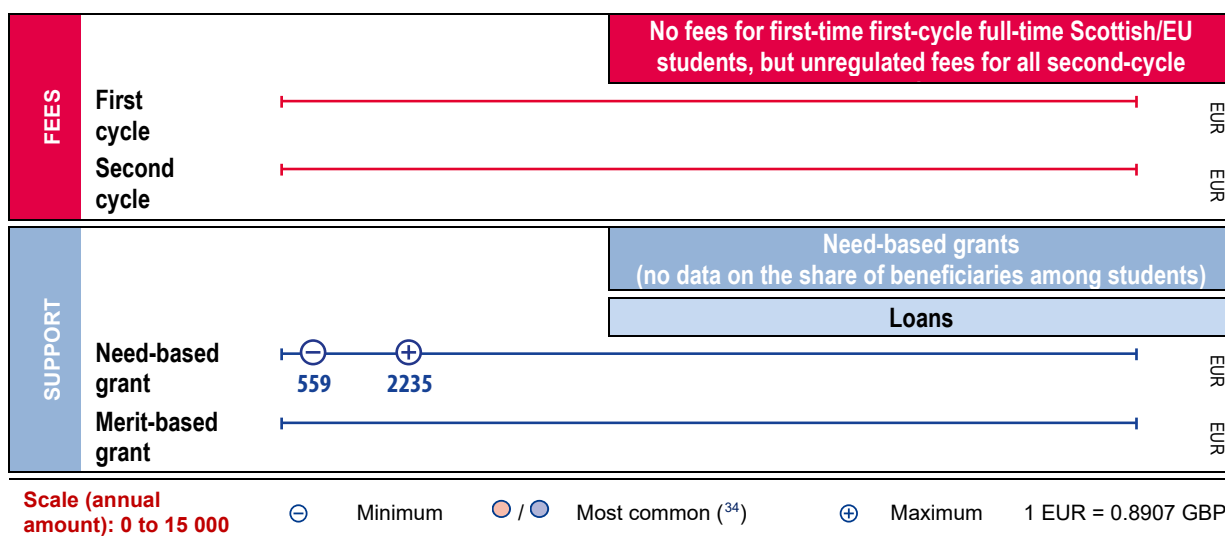 No fees for first-time first-cycle full-time Scottish/EU
students, but unregulated fees for all second-cycle
FEES
First
cycle
EUR
Second
cycle
EUR
Need-based grants
(no data on the share of beneficiaries among students)
Loans
SUPPORT
Need-based
grant
559 2235
EUR
Merit-based
grant
EUR
Scale (annual
amount): 0 to 15 000
⊖ Minimum / Most common (34) ⊕ Maximum 1 EUR = 0.8907 GBP